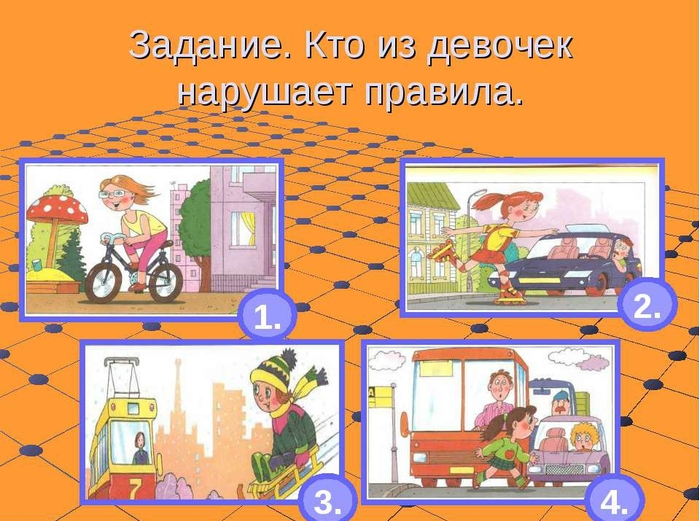 Задание. Кто из девочек
нарушает правила.
1.
2.
7
3.
4.